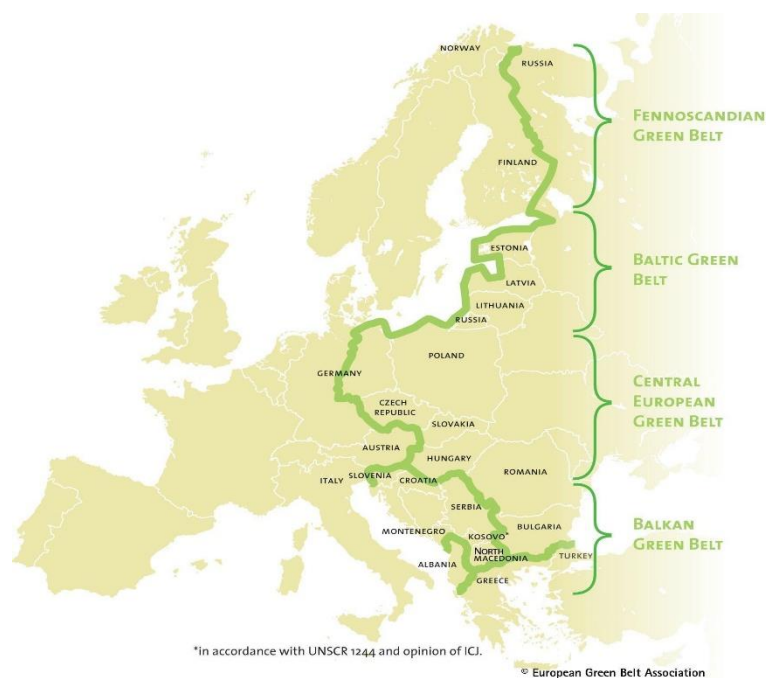 NORWAY
RUSSIA
FENNOSCANDIAN
GREEN BELT
FINLAND
ESTONIA
BALTIC GREEN
BELT
LATVIA
LITHUANIA
RUSSIA
POLAND
GERMANY
CENTRAL
EUROPEAN
GREEN BELT
CZECH
REPUBLIC
SLOVAKIA
AUSTRIA
HUNGARY
ROMANIA
ITALY
SLOVENIA
CROATIA
SERBIA
BULGARIA
BALKAN
GREEN BELT
MONTENEGRO
KOSOVO*
NORTH
MACEDONIA
TURKEY
ALBANIA
GREECE
*in accordance with UNSCR 1244 and opinion of ICJ.
© European Green Belt Association